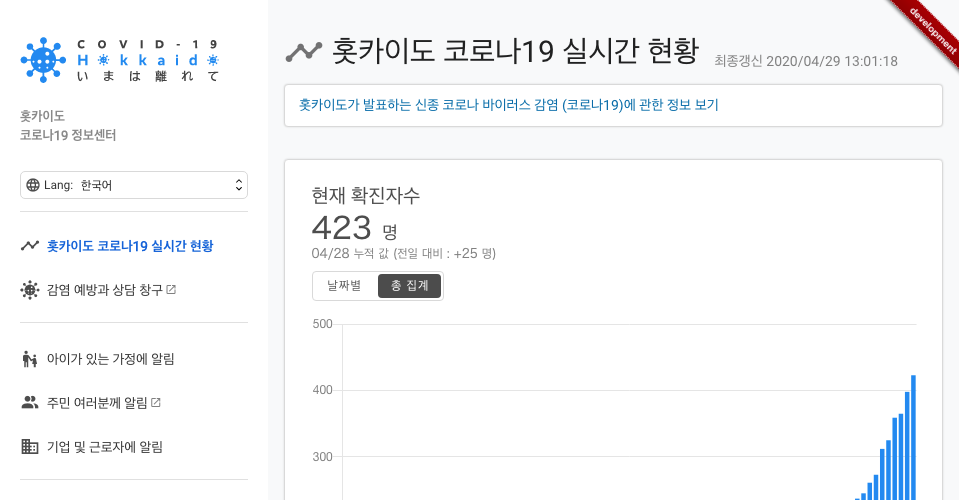 COVID-19
Hokkaido
いまは離れて
홋카이도
코로나19 정보센터
Lang: 한국어
홋카이도 코로나19 실시간 현황
감염 예방과 상담 창구
아이가 있는 가정에 알림
주민 여러분께 알림
기업 및 근로자에 알림
development
홋카이도 코로나19 실시간 현황
최종갱신 2020/04/29 13:01:18
홋카이도가 발표하는 신종 코로나 바이러스 감염 (코로나19)에 관한 정보 보기
현재 확진자수
423 명
04/28 누적 값 (전일 대비 : +25 명)
날짜별 총 집계
500
400
300